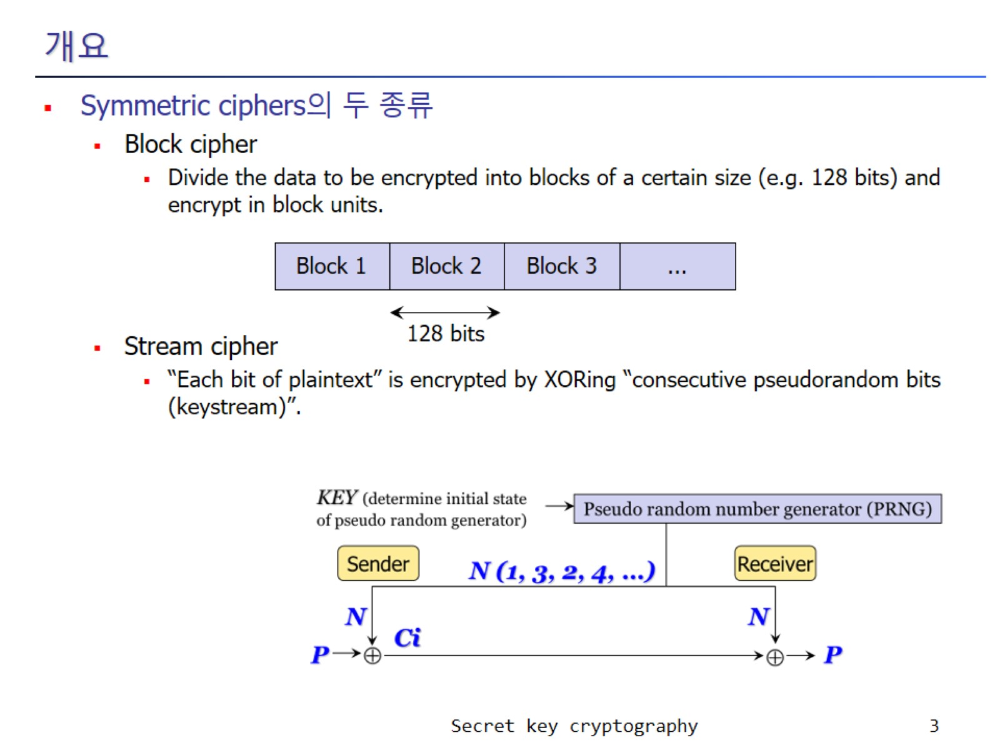 개요
Symmetric ciphers의 두 종류
Block cipher
Divide the data to be encrypted into blocks of a certain size (e.g. 128 bits) and
encrypt in block units.
Block 1 Block 2 Block 3 ...
128 bits
Stream cipher
“Each bit of plaintext” is encrypted by XORing “consecutive pseudorandom bits
(keystream)”.
KEY (determine initial state
of pseudo random generator)
Pseudo random number generator (PRNG)
Sender
N (1, 3, 2, 4, ...)
Receiver
N
N
Ci
P
P
Secret key cryptography
3